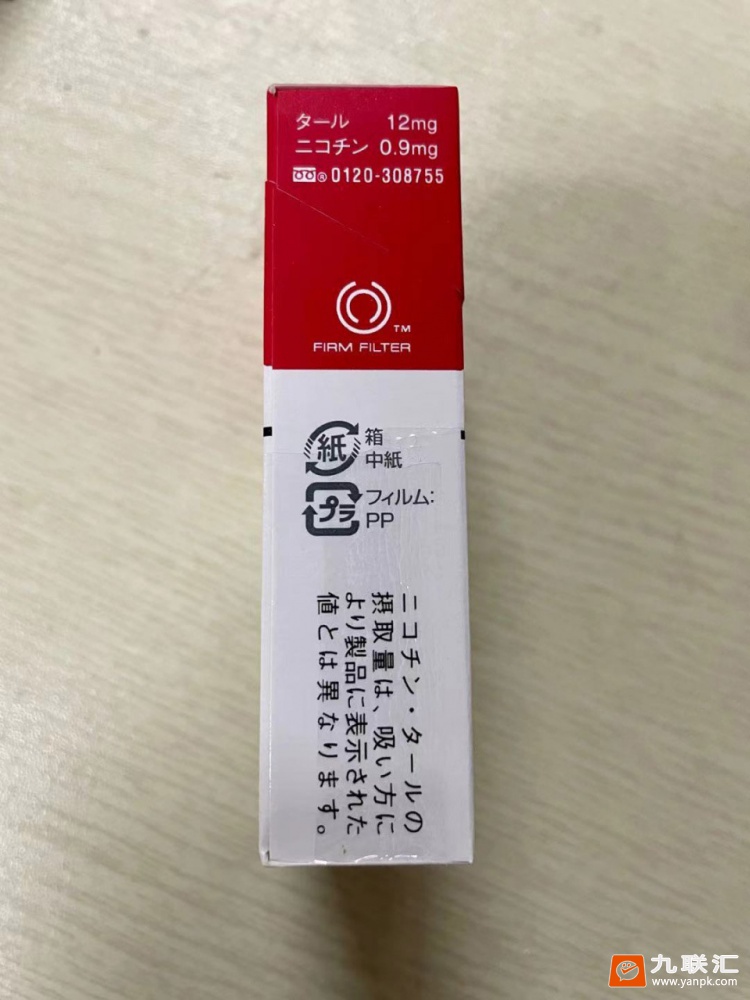 タール 12mg
ニコチン 0.9mg
® 0120-308755
TM
FIRM FILTER
紙 箱
中紙
プラ フィルム:
PP
ニコチン・タールの
摂取量は、吸い方に
より製品に表示された
値とは異なります。
九联汇
www.yanpk.com